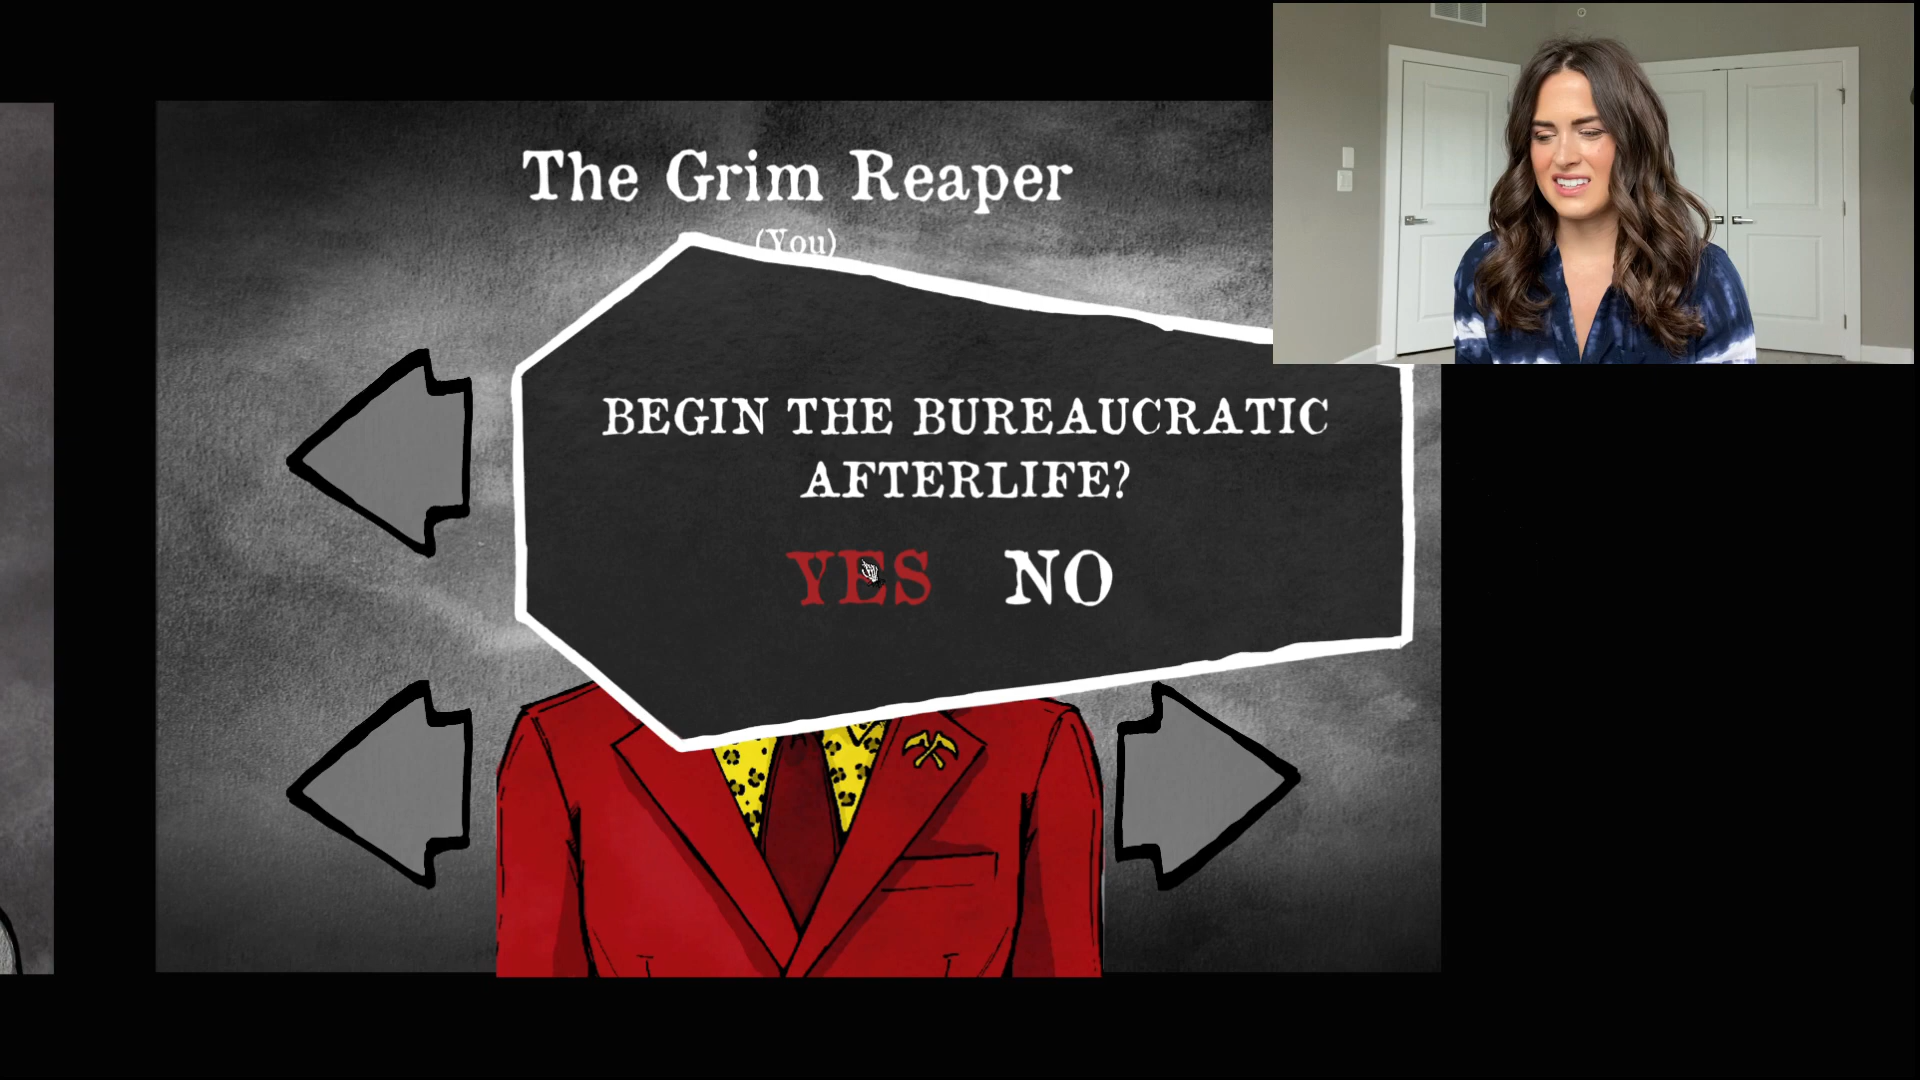 The Grim Reaper
(You)
BEGIN THE BUREAUCRATIC
AFTERLIFE?
YES NO